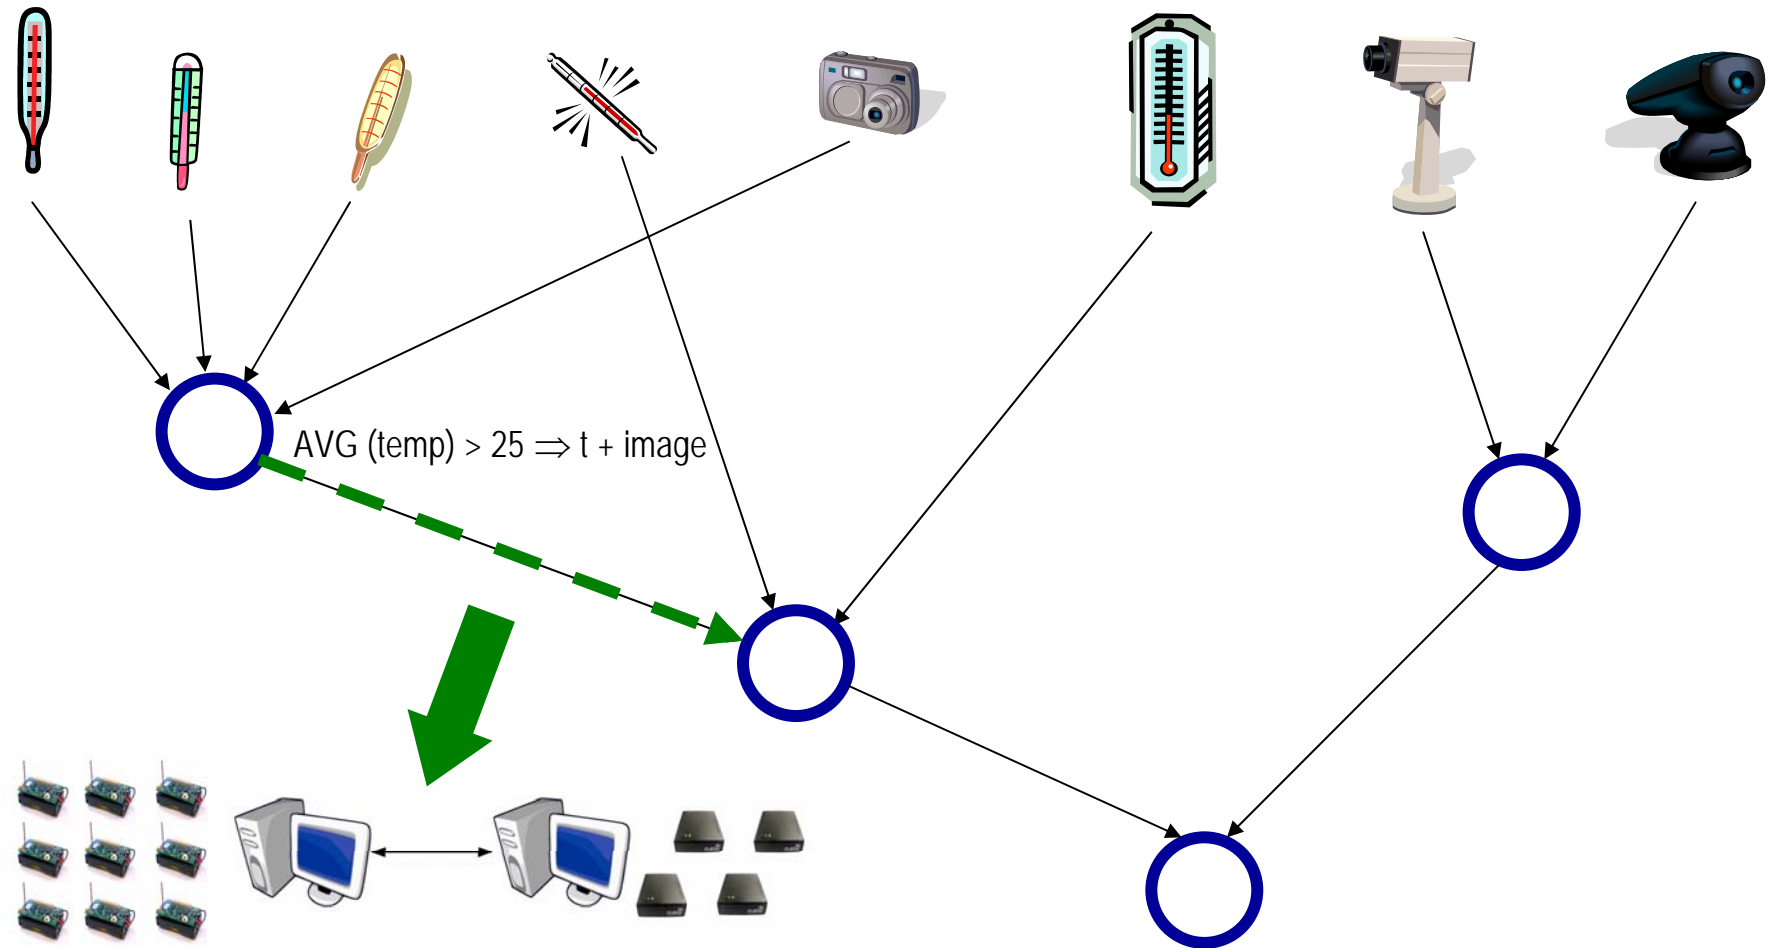 AVG (temp) > 25 ⇒ t + image